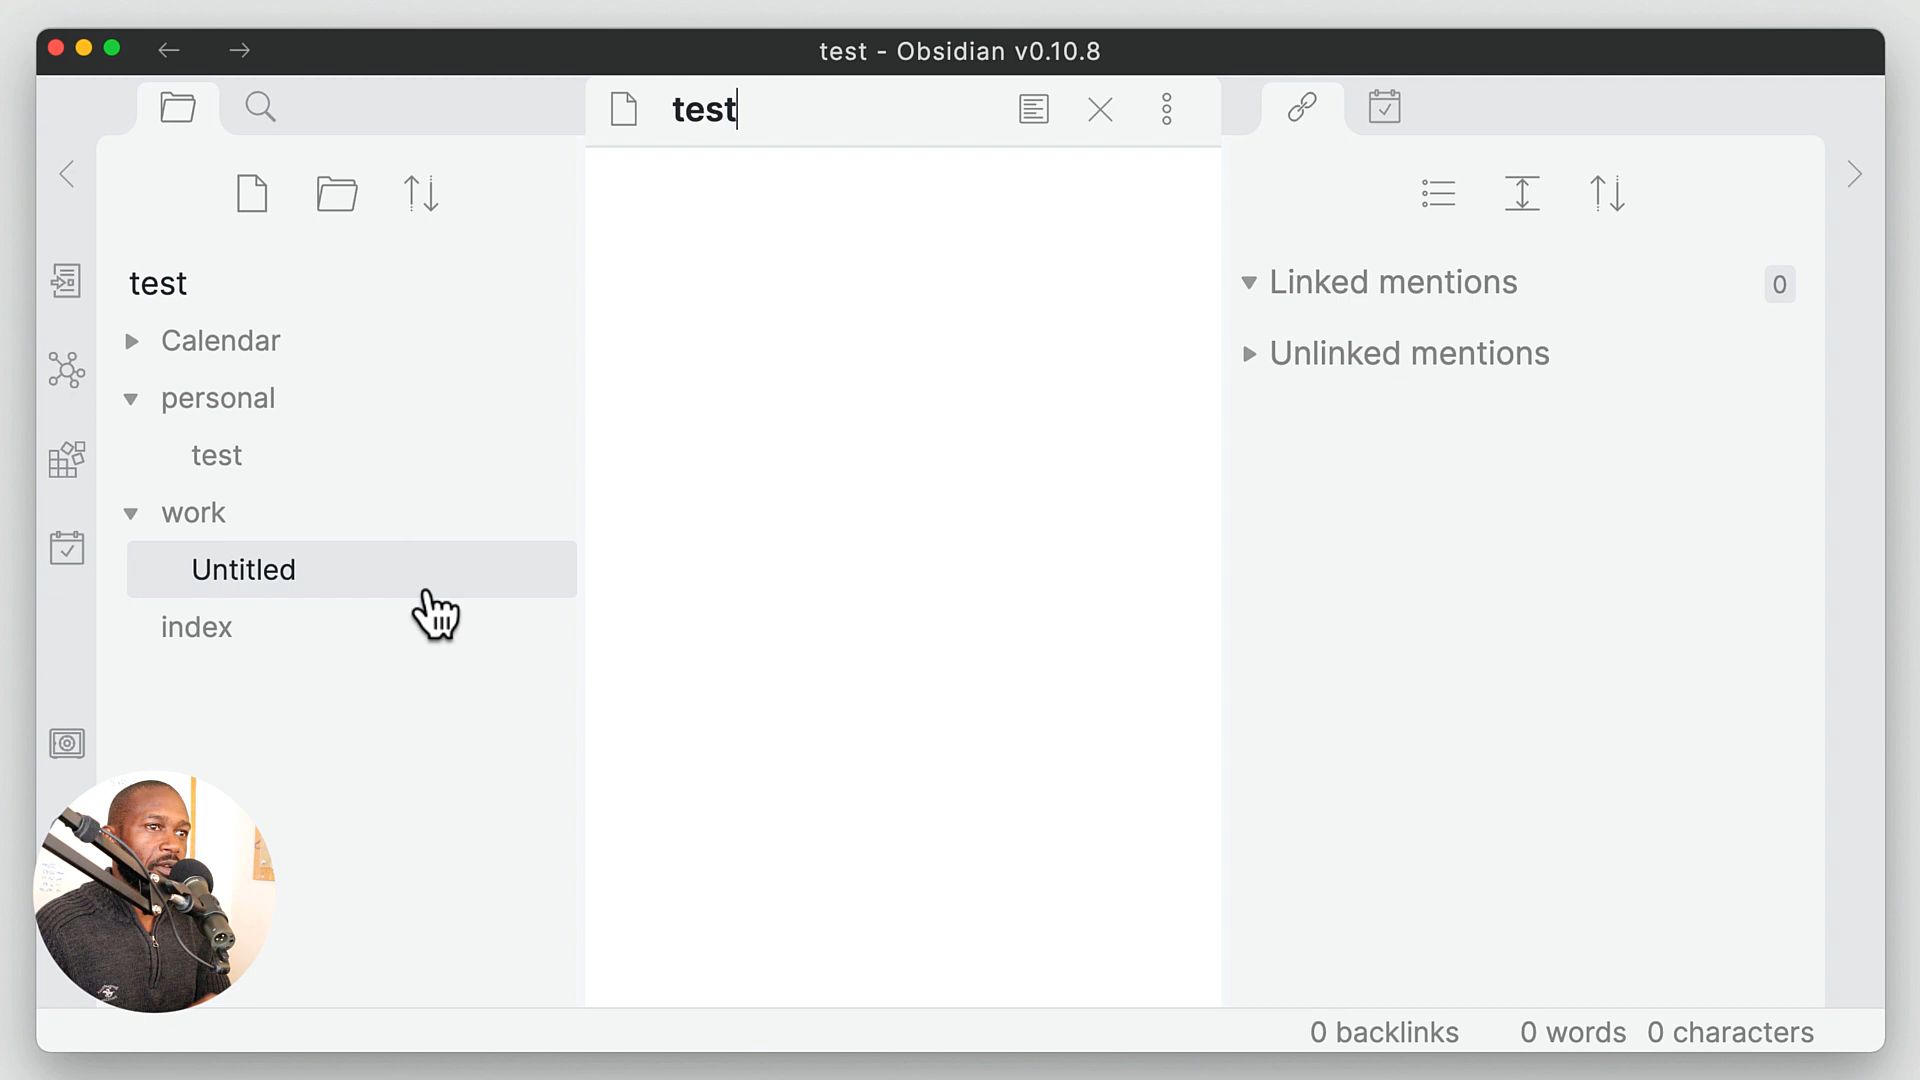 test - Obsidian v0.10.8
test
test
Calendar
personal
test
work
Untitled
index
Linked mentions 0
Unlinked mentions
0 backlinks 0 words 0 characters